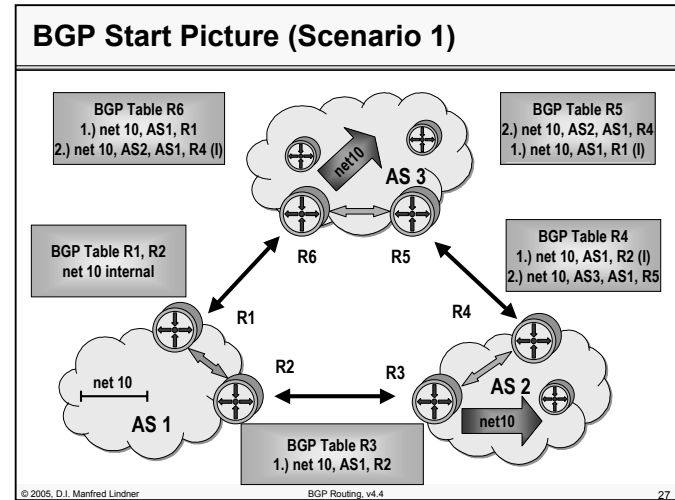 BGP Start Picture (Scenario 1)
BGP Table R6
1.) net 10, AS1, R1
2.) net 10, AS2, AS1, R4 (I)
BGP Table R5
2.) net 10, AS2, AS1, R4
1.) net 10, AS1, R1 (I)
net10
AS 3
R6
R5
BGP Table R1, R2
net 10 internal
BGP Table R4
1.) net 10, AS1, R2 (I)
2.) net 10, AS3, AS1, R5
R1
R4
net 10
AS 1
R2
R3
AS 2
net10
BGP Table R3
1.) net 10, AS1, R2
© 2005, D.I. Manfred Lindner
BGP Routing, v4.4
27